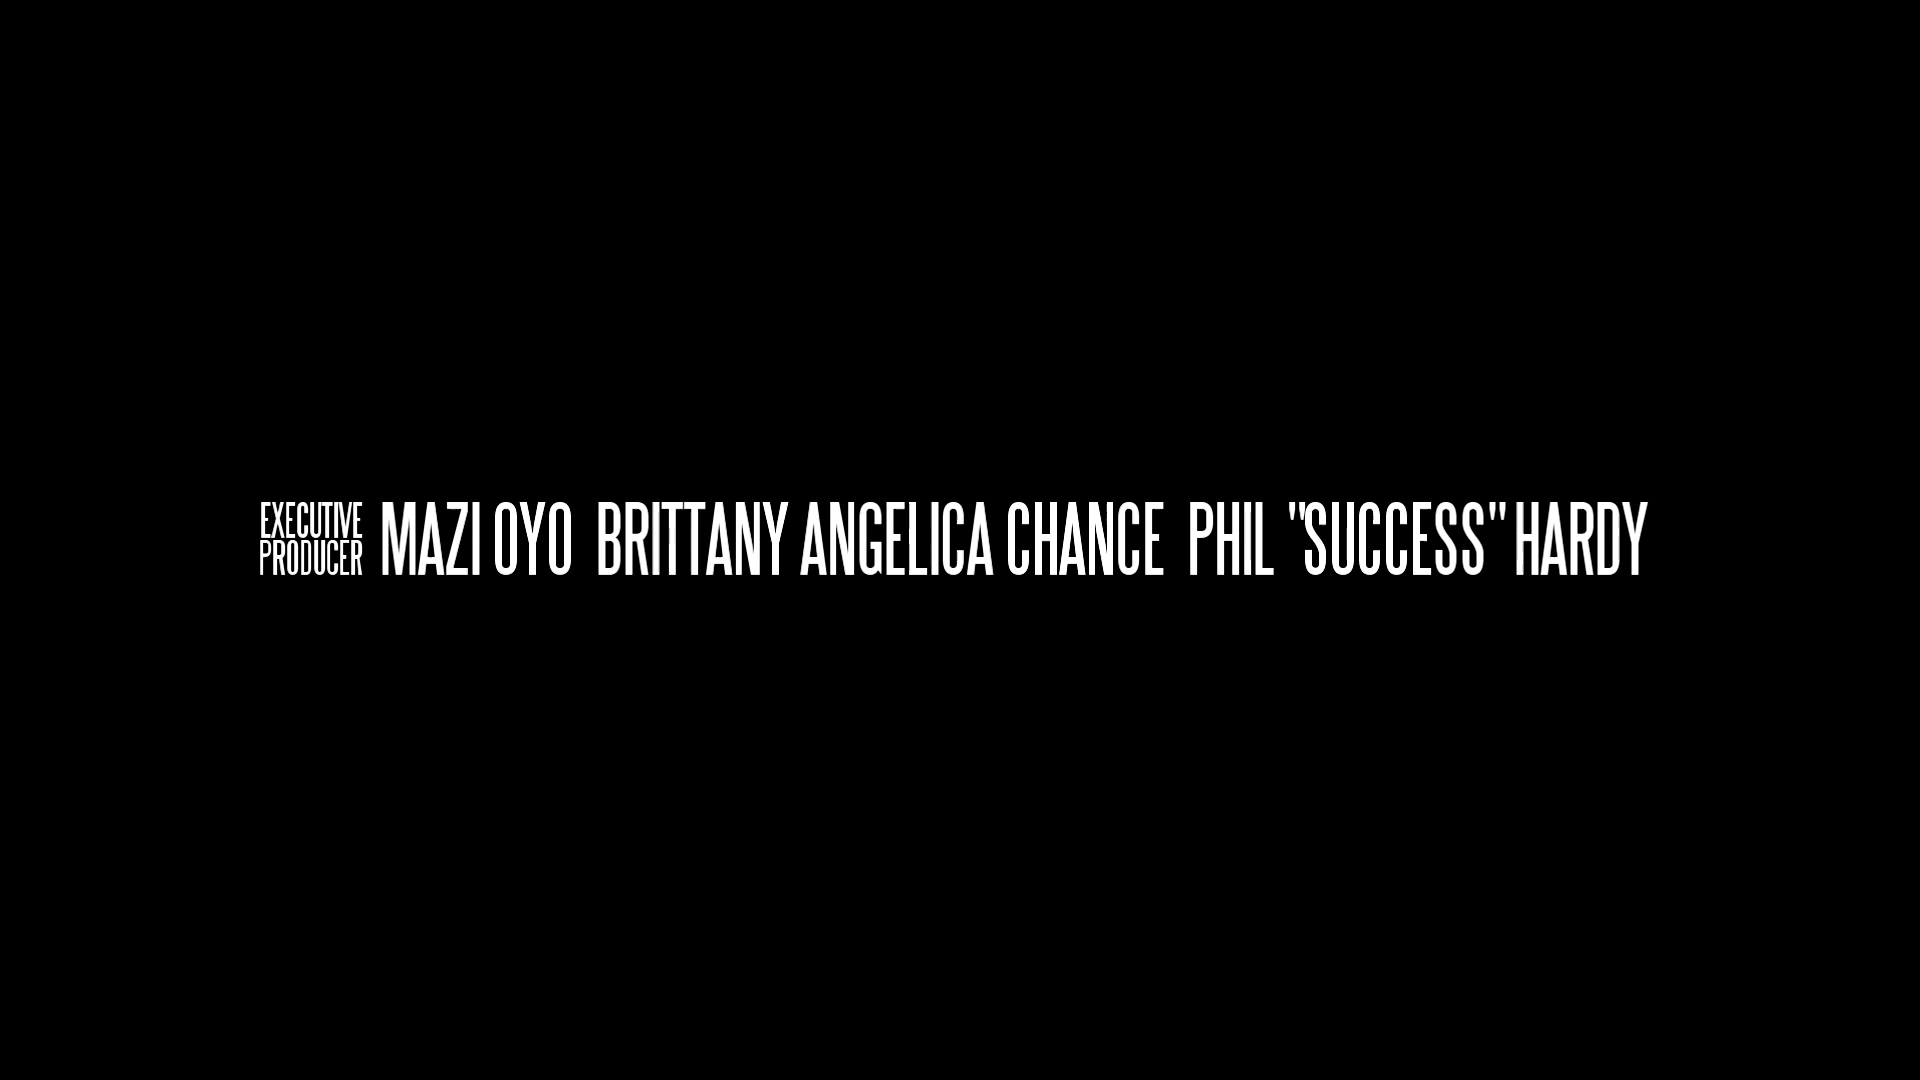 EXECUTIVE
PRODUCER
MAZI OYO BRITTANY ANGELICA CHANCE PHIL "SUCCESS" HARDY